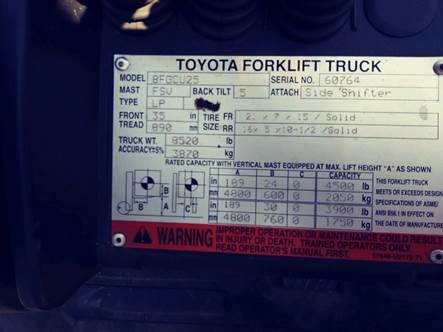 TOYOTA FORKLIFT TRUCK
MODEL 8FGCU25 SERIAL NO. 60764
MAST FSV BACK TILT 5 ATTACH Side Shifter
TYPE LP
FRONT 35 in TIRE FR 21 x 7 x 15 / Solid
TREAD 890 mm SIZE: RR 16x 5 x10-1/2 /Solid
TRUCK WT. 8520 lb
ACCURACY±5% 3870 kg
RATED CAPACITY WITH VERTICAL MAST EQUIPPED AT MAX. LIFT HEIGHT "A" AS SHOWN
A B C CAPACITY
in 189 24 0 4500 lb
mm 4800 600 0 2050 kg
in 189 30 0 3900 lb
mm 4800 760 0 1750 kg
A B B C
THIS FORKLIFT TRUCK
MEETS OR EXCEEDS DESIGN
SPECIFICATIONS OF ASME/
ANSI B56.1 IN EFFECT ON
THE DATE OF MANUFACTURE
WARNING
IMPROPER OPERATION OR MAINTENANCE COULD RESULT
IN INJURY OR DEATH. TRAINED OPERATORS ONLY.
READ OPERATOR'S MANUAL FIRST.